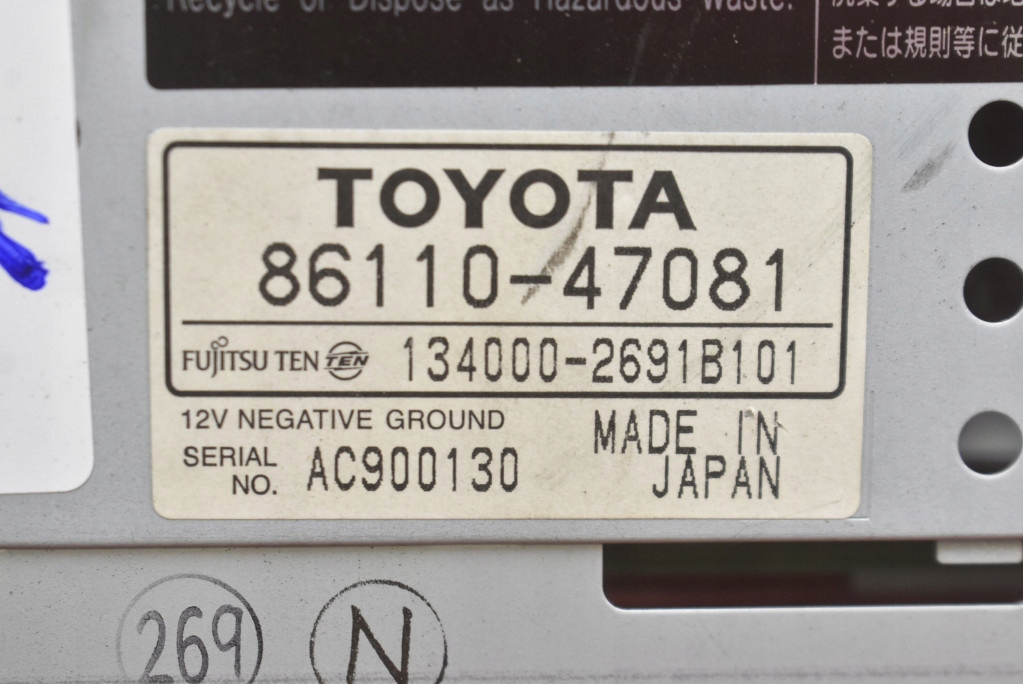 Recycle or Dispose as Hazardous Waste.
または規則等に従
TOYOTA
86110-47081
FUJITSU TEN TEN 134000-2691B101
12V NEGATIVE GROUND
SERIAL NO. AC900130
MADE IN
JAPAN
269 N